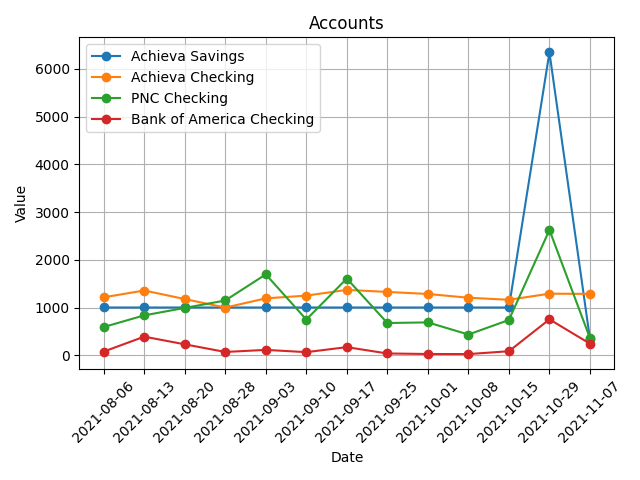 Accounts
Achieva Savings
Achieva Checking
PNC Checking
Bank of America Checking
Value
6000
5000
4000
3000
2000
1000
0
2021-08-06
2021-08-13
2021-08-20
2021-08-28
2021-09-03
2021-09-10
2021-09-17
2021-09-25
2021-10-01
2021-10-08
2021-10-15
2021-10-29
2021-11-07
Date